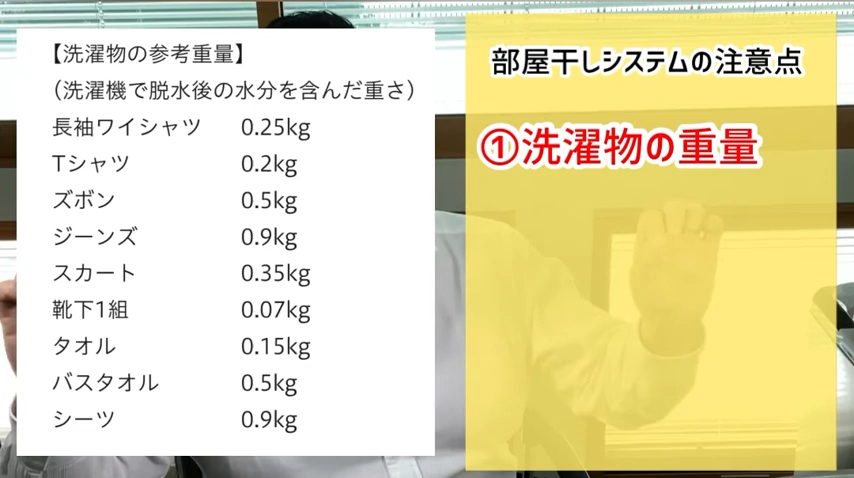 【洗濯物の参考重量】
（洗濯機で脱水後の水分を含んだ重さ）
長袖ワイシャツ 0.25kg
Tシャツ 0.2kg
ズボン 0.5kg
ジーンズ 0.9kg
スカート 0.35kg
靴下1組 0.07kg
タオル 0.15kg
バスタオル 0.5kg
シーツ 0.9kg
部屋干しシステムの注意点
①洗濯物の重量